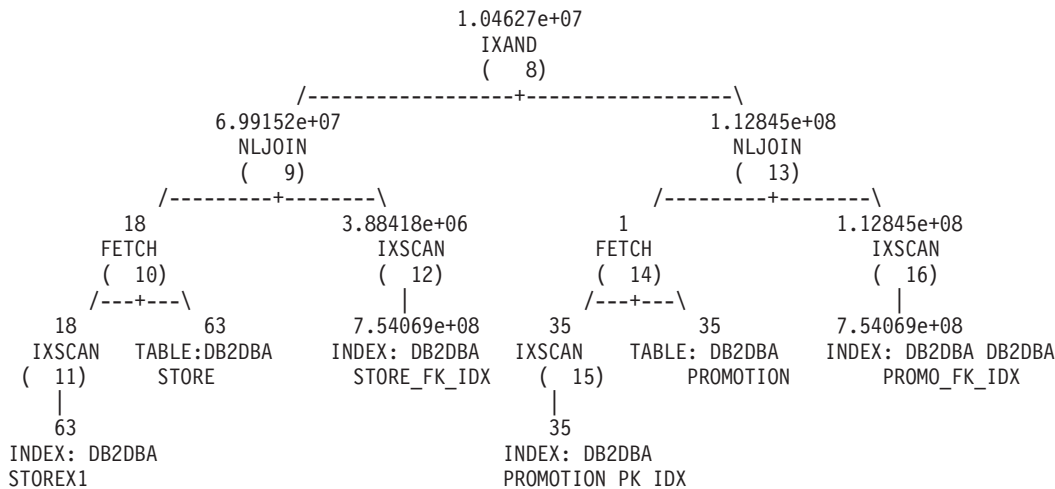 1.04627e+07
IXAND
(   8)
/------------------+------------------\
6.99152e+07                                1.12845e+08
NLJOIN                                     NLJOIN
(   9)                                     (  13)
/---------+--------\                       /---------+--------\
18                 3.88418e+06             1                  1.12845e+08
FETCH              IXSCAN                  FETCH              IXSCAN
(  10)             (  12)                  (  14)             (  16)
/---+---\          |                       /---+---\          |
18         63         7.54069e+08      35         35         7.54069e+08
IXSCAN   TABLE:DB2DBA   INDEX: DB2DBA   IXSCAN   TABLE: DB2DBA   INDEX: DB2DBA DB2DBA
(  11)     STORE        STORE_FK_IDX    (  15)     PROMOTION     PROMO_FK_IDX
|                                      |
63                                     35
INDEX: DB2DBA                          INDEX: DB2DBA
STOREX1                                PROMOTION PK IDX